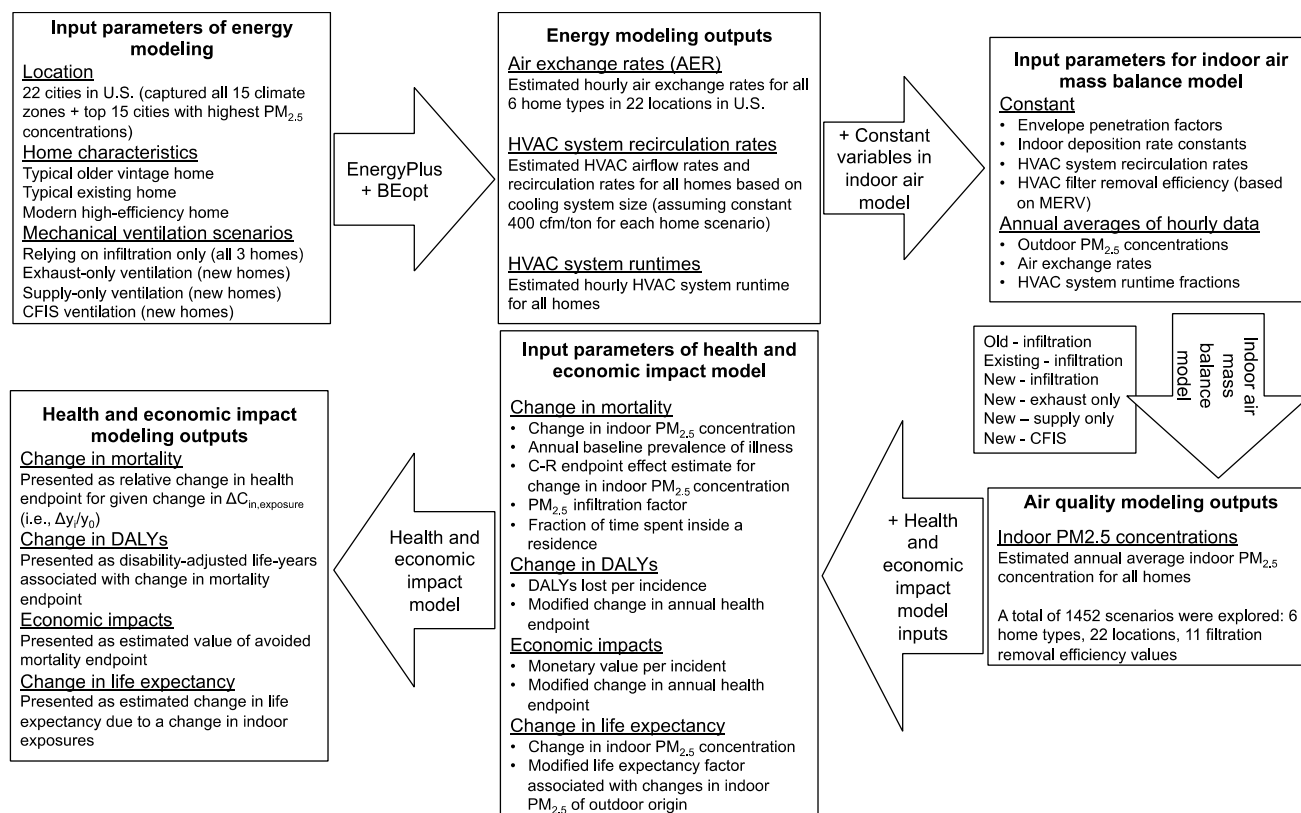 Input parameters of energy
modeling
Location
22 cities in U.S. (captured all 15 climate
zones + top 15 cities with highest PM2.5
concentrations)
Home characteristics
Typical older vintage home
Typical existing home
Modern high-efficiency home
Mechanical ventilation scenarios
Relying on infiltration only (all 3 homes)
Exhaust-only ventilation (new homes)
Supply-only ventilation (new homes)
CFIS ventilation (new homes)
EnergyPlus
+ BEopt
Energy modeling outputs
Air exchange rates (AER)
Estimated hourly air exchange rates for all
6 home types in 22 locations in U.S.
HVAC system recirculation rates
Estimated HVAC airflow rates and
recirculation rates for all homes based on
cooling system size (assuming constant
400 cfm/ton for each home scenario)
HVAC system runtimes
Estimated hourly HVAC system runtime
for all homes
+ Constant
variables in
indoor air
model
Input parameters for indoor air
mass balance model
Constant
• Envelope penetration factors
• Indoor deposition rate constants
• HVAC system recirculation rates
• HVAC filter removal efficiency (based
on MERV)
Annual averages of hourly data
• Outdoor PM2.5 concentrations
• Air exchange rates
• HVAC system runtime fractions
Old - infiltration
Existing - infiltration
New - infiltration
New - exhaust only
New – supply only
New - CFIS
Indoor air
mass
balance
model
Air quality modeling outputs
Indoor PM2.5 concentrations
Estimated annual average indoor PM2.5
concentration for all homes
A total of 1452 scenarios were explored: 6
home types, 22 locations, 11 filtration
removal efficiency values
+ Health
and
economic
impact
model
inputs
Input parameters of health and
economic impact model
Change in mortality
• Change in indoor PM2.5 concentration
• Annual baseline prevalence of illness
• C-R endpoint effect estimate for
change in indoor PM2.5 concentration
• PM2.5 infiltration factor
• Fraction of time spent inside a
residence
Change in DALYs
• DALYs lost per incidence
• Modified change in annual health
endpoint
Economic impacts
• Monetary value per incident
• Modified change in annual health
endpoint
Change in life expectancy
• Change in indoor PM2.5 concentration
• Modified life expectancy factor
associated with changes in indoor
PM2.5 of outdoor origin
Health and
economic
impact
model
Health and economic impact
modeling outputs
Change in mortality
Presented as relative change in health
endpoint for given change in ΔCin,exposure
(i.e., Δyi/y0)
Change in DALYs
Presented as disability-adjusted life-years
associated with change in mortality
endpoint
Economic impacts
Presented as estimated value of avoided
mortality endpoint
Change in life expectancy
Presented as estimated change in life
expectancy due to a change in indoor
exposures